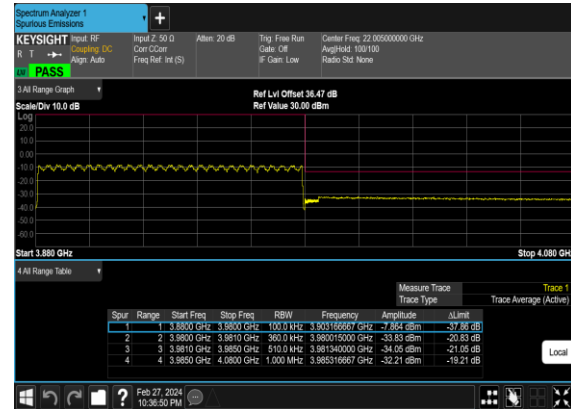 Spectrum Analyzer 1
Spurious Emissions
+
KEYSIGHT Input: RF Input Z: 50 Ω Atten: 20 dB Trig: Free Run Center Freq: 22.005000000 GHz
R T Coupling: DC Corr CCorr Gate: Off Avg|Hold: 100/100
Align: Auto Freq Ref: Int (S) IF Gain: Low Radio Std: None
PASS
3 All Range Graph Ref Lvl Offset 36.47 dB
Scale/Div 10.0 dB Ref Value 30.00 dBm
Log
20.0
10.0
0.00
-10.0
-20.0
-30.0
-40.0
-50.0
-60.0
Start 3.880 GHz Stop 4.080 GH
4 All Range Table
Measure Trace Trace 1
Trace Type Trace Average (Active)
Spur Range Start Freq Stop Freq RBW Frequency Amplitude ΔLimit
1 1 3.8800 GHz 3.9800 GHz 100.0 kHz 3.903166667 GHz -7.864 dBm -37.86 dB
2 2 3.9800 GHz 3.9810 GHz 360.0 kHz 3.980015000 GHz -33.83 dBm -20.83 dB
3 3 3.9810 GHz 3.9850 GHz 510.0 kHz 3.981340000 GHz -34.05 dBm -21.05 dB
4 4 3.9850 GHz 4.0800 GHz 1.000 MHz 3.985316667 GHz -32.21 dBm -19.21 dB
Local
? Feb 27, 2024
10:36:50 PM